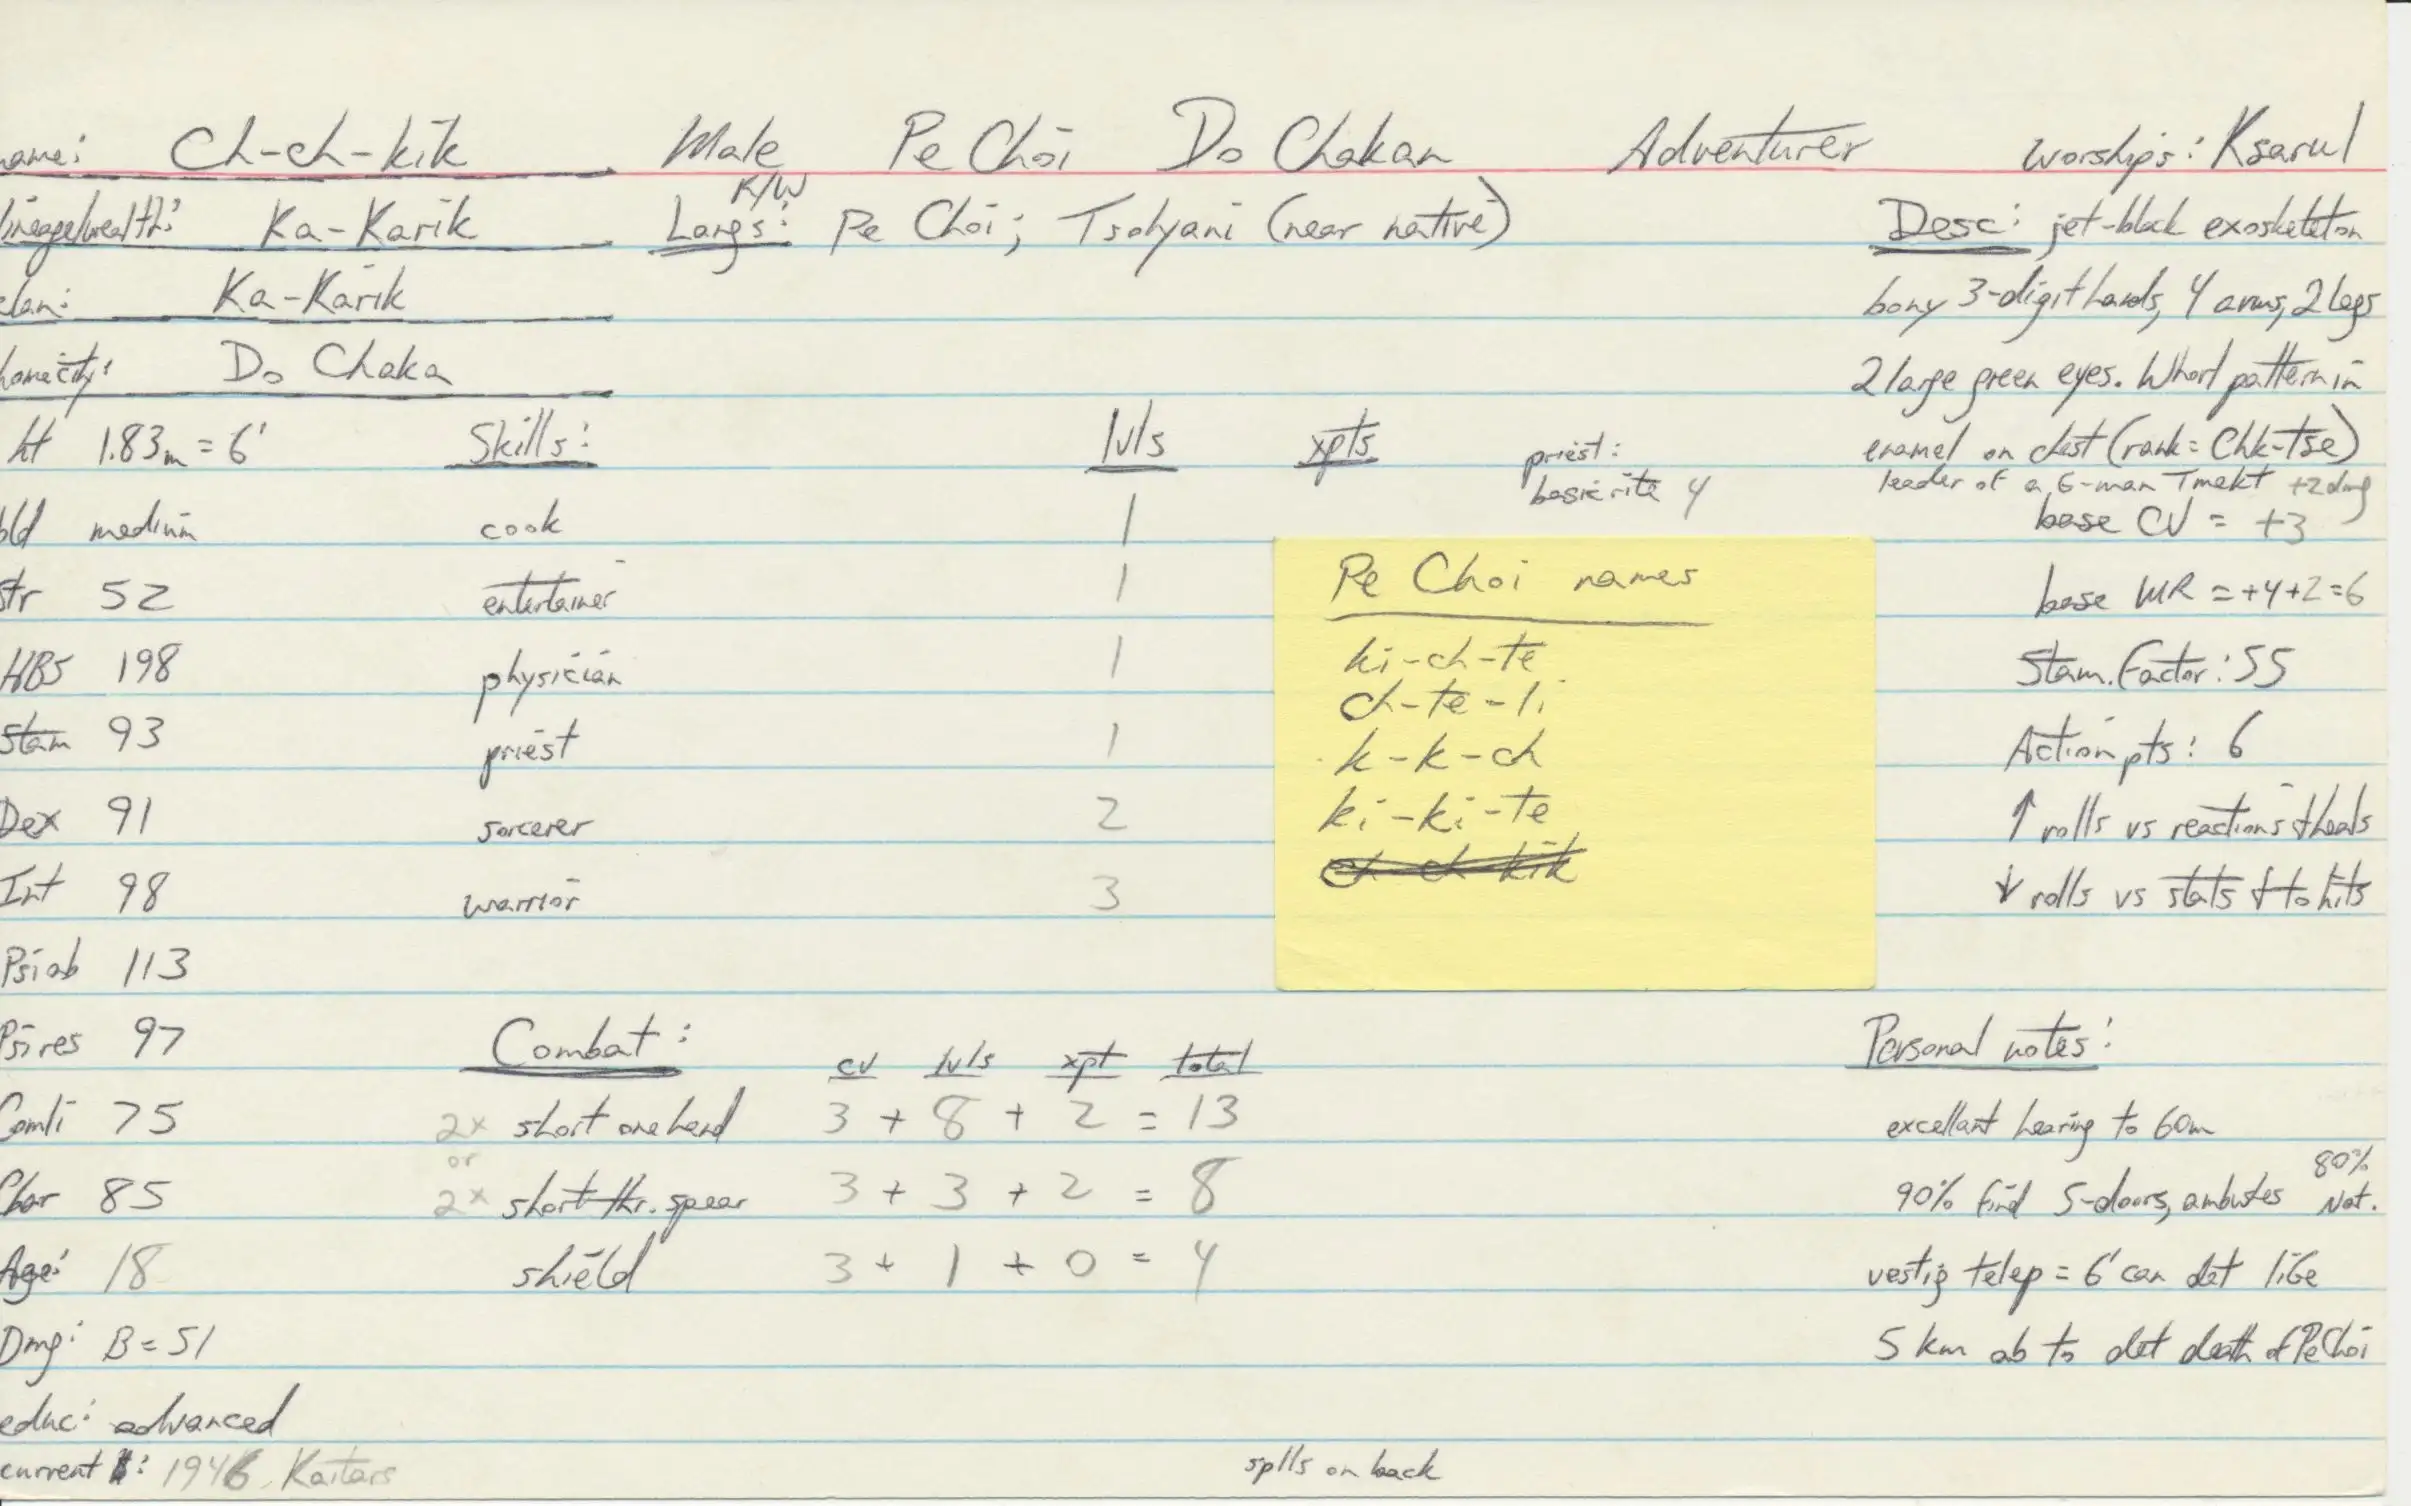 name: Ch-ch-kik Male Pe Choi Do Chakan Adventurer Worships: Ksarul
lineage/wealth: Ka-Karik R/W Langs: Pe Choi; Tsolyani (near native) Desc: jet-black exoskeleton
clan: Ka-Karik bony 3-digit hands, 4 arms, 2 legs
home city: Do Chaka 2 large green eyes. Whorl pattern in
Ht 1.83m = 6' Skills: lvls xpts priest: enamel on chest (rank = Chk-tse)
basic rite 4 leader of a 6-man Tmekt +2 dmg
bld medium cook 1 base CV = +3
Str 52 entertainer 1 base MR = +4+2=6
HBS 198 physician 1 Stam. Factor: 55
Stam 93 priest 1 Action pts: 6
Dex 91 sorcerer 2 ↑ rolls vs reactions & heals
Int 98 warrior 3 ↓ rolls vs stats & to hits
Pe Choi names
ki-ch-te
ch-te-li
k-k-ch
ki-ki-te
ch-ch-kik
Psi ab 113
Psi res 97 Combat: cv lvls xpt total Personal notes:
Comli 75 2x short one hand 3 + 8 + 2 = 13 excellant hearing to 60m
or
Char 85 2x short thr. spear 3 + 3 + 2 = 8 90% find S-doors, ambutes 80% Nat.
Age: 18 shield 3 + 1 + 0 = 4 vestig telep = 6' can det life
Dmg: B = 51 5 km ab to det death of Pe Choi
educ: advanced
current $: 1946 Kaitars splls on back